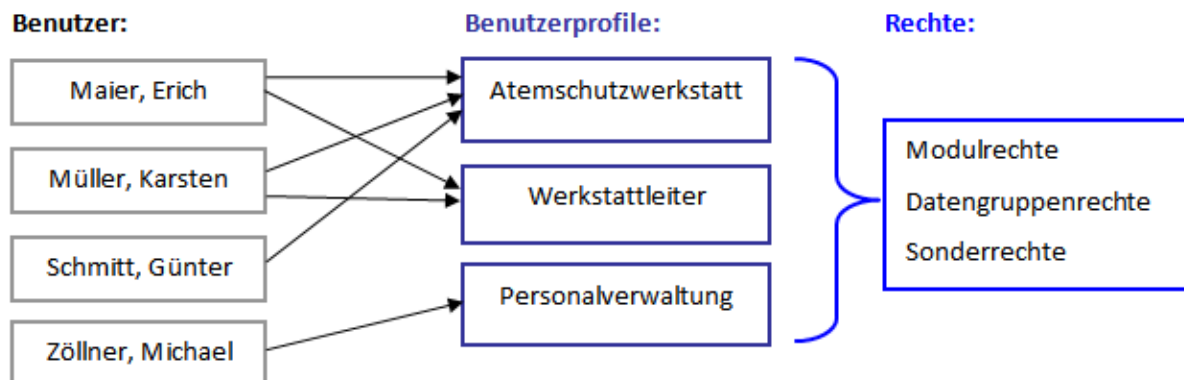 Benutzer:
Benutzerprofile:
Rechte:
Maier, Erich
Müller, Karsten
Schmitt, Günter
Zöllner, Michael
Atemschutzwerkstatt
Werkstattleiter
Personalverwaltung
Modulrechte
Datengruppenrechte
Sonderrechte